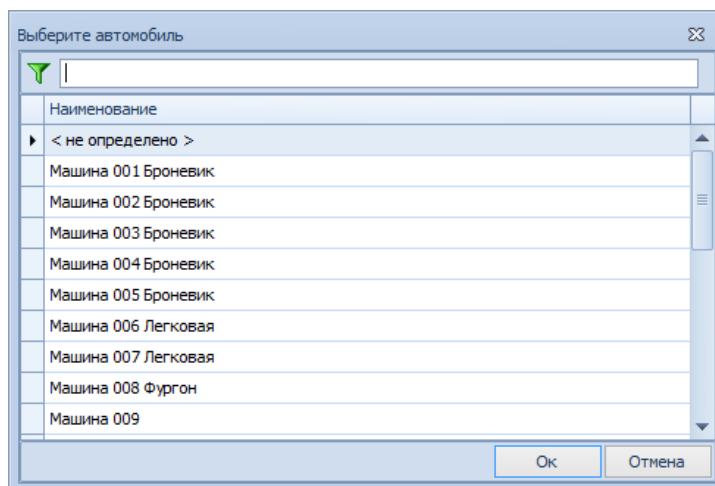 Выберите автомобиль
Наименование
< не определено >
Машина 001 Броневик
Машина 002 Броневик
Машина 003 Броневик
Машина 004 Броневик
Машина 005 Броневик
Машина 006 Легковая
Машина 007 Легковая
Машина 008 Фургон
Машина 009
Ок Отмена